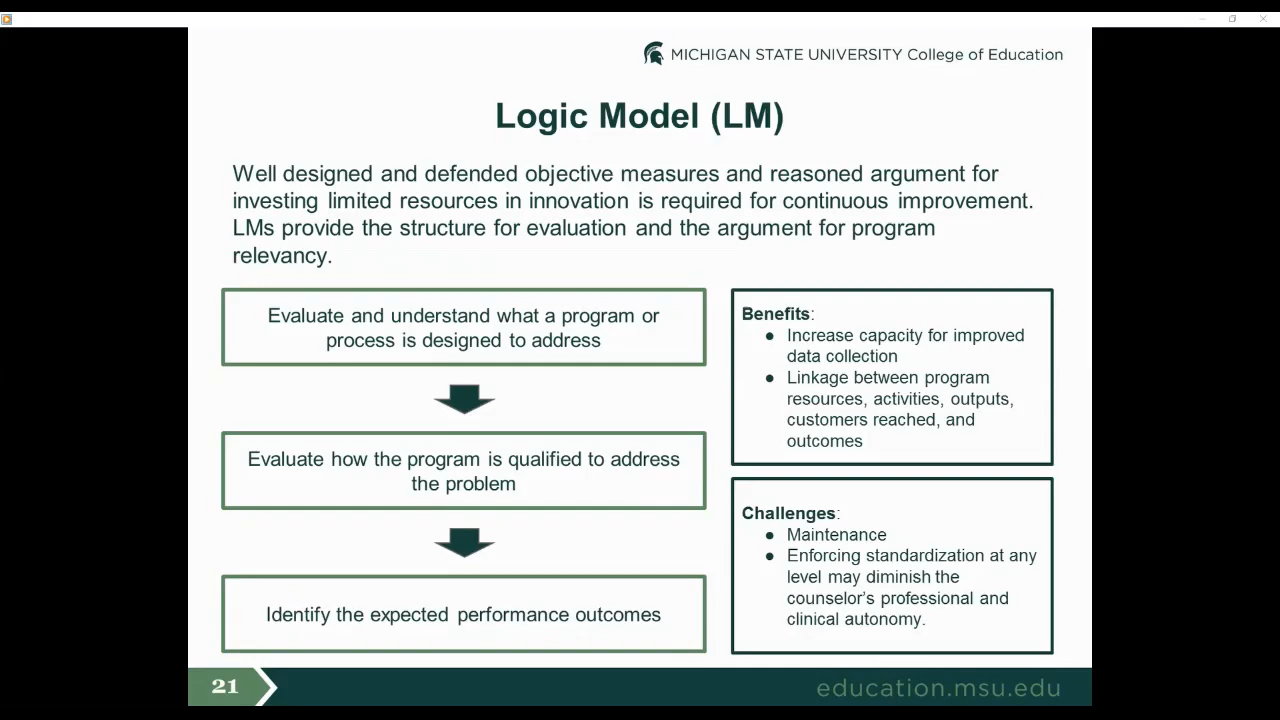 MICHIGAN STATE UNIVERSITY College of Education
Logic Model (LM)
Well designed and defended objective measures and reasoned argument for
investing limited resources in innovation is required for continuous improvement.
LMs provide the structure for evaluation and the argument for program
relevancy.
Evaluate and understand what a program or
process is designed to address
Evaluate how the program is qualified to address
the problem
Identify the expected performance outcomes
Benefits:
● Increase capacity for improved
data collection
● Linkage between program
resources, activities, outputs,
customers reached, and
outcomes
Challenges:
● Maintenance
● Enforcing standardization at any
level may diminish the
counselor's professional and
clinical autonomy.
21
education.msu.edu